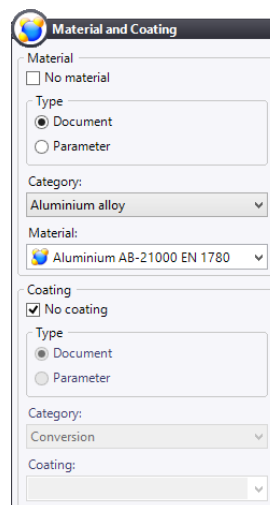 Material and Coating
Material
No material
Type
Document
Parameter
Category:
Aluminium alloy
Material:
Aluminium AB-21000 EN 1780
Coating
No coating
Type
Document
Parameter
Category:
Conversion
Coating: